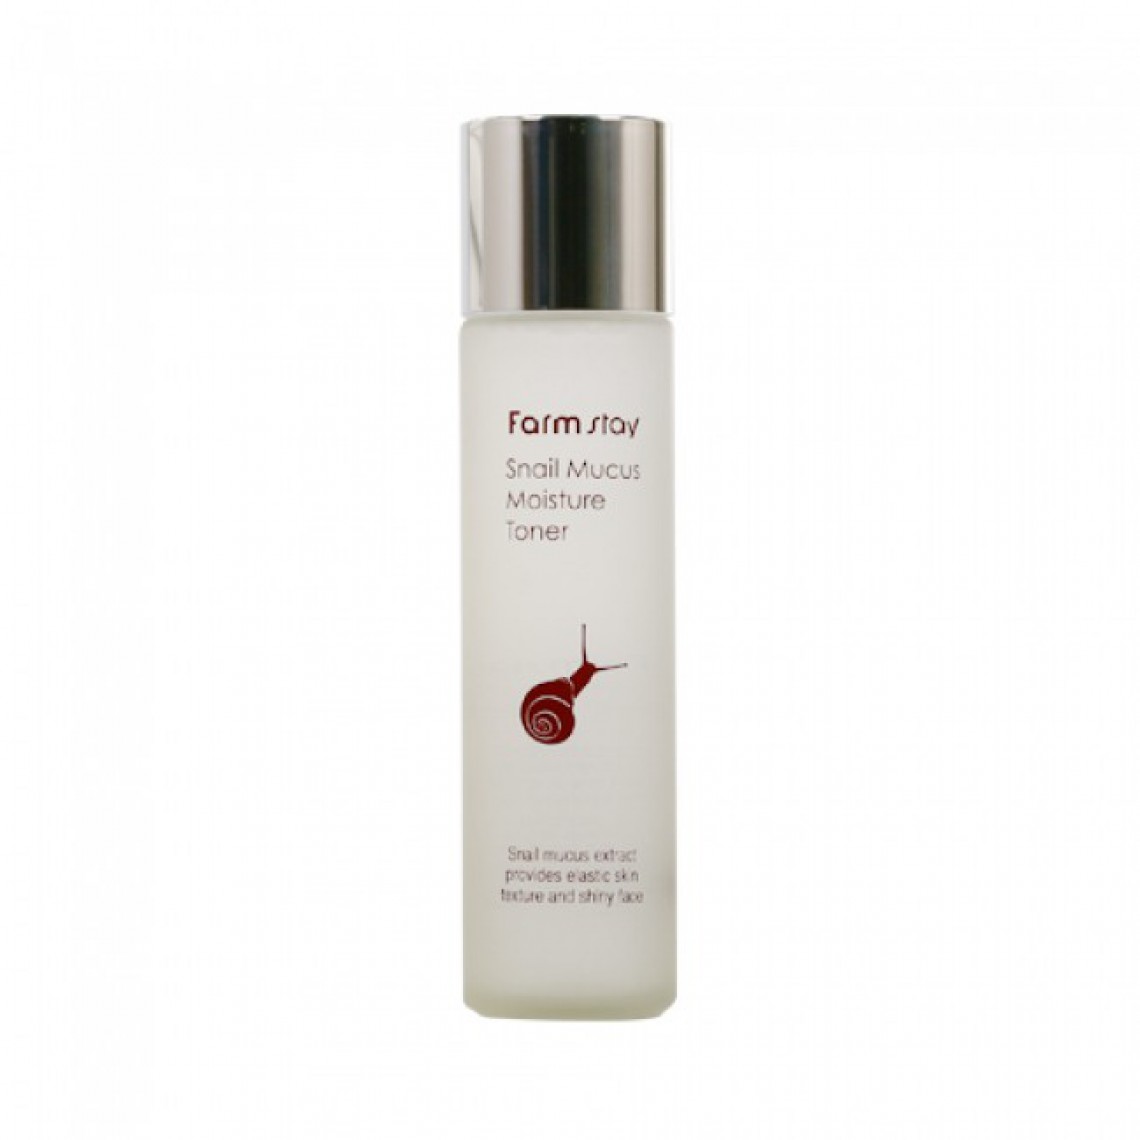 Farm stay
Snail Mucus
Moisture
Toner
Snail mucus extract
provides elastic skin
texture and shiny face